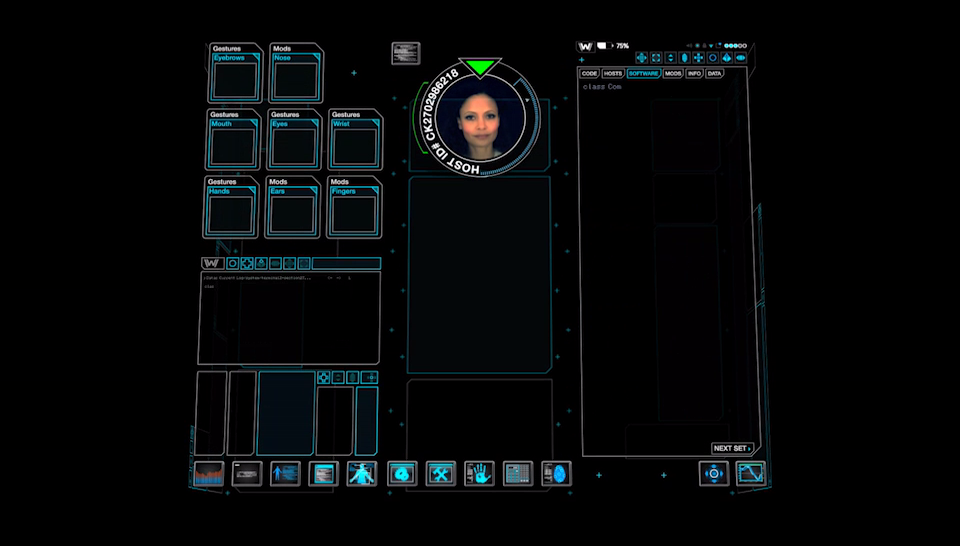 Gestures
Eyebrows
Mods
Nose
Gestures
Mouth
Gestures
Eyes
Gestures
Wrist
Gestures
Hands
Mods
Ears
Mods
Fingers
W
HOST ID# CK2702986218
W
75%
CODE
HOSTS
SOFTWARE
MODS
INFO
DATA
class Com
NEXT SET